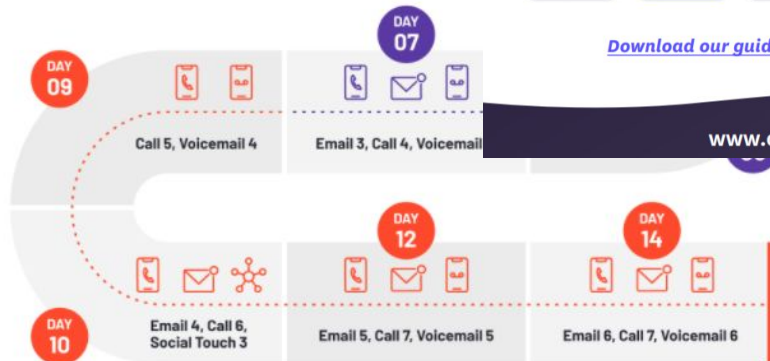 DAY
07
Download our guid
DAY
09
Call 5, Voicemail 4
Email 3, Call 4, Voicemail
www.
DAY
12
DAY
14
DAY
10
Email 4, Call 6,
Social Touch 3
Email 5, Call 7, Voicemail 5
Email 6, Call 7, Voicemail 6